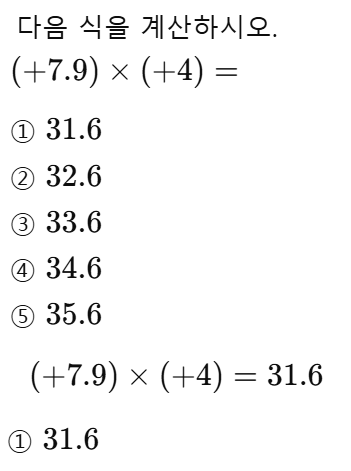 다음 식을 계산하시오.
(+7.9) × (+4) =
① 31.6
② 32.6
③ 33.6
④ 34.6
⑤ 35.6
(+7.9) × (+4) = 31.6
① 31.6